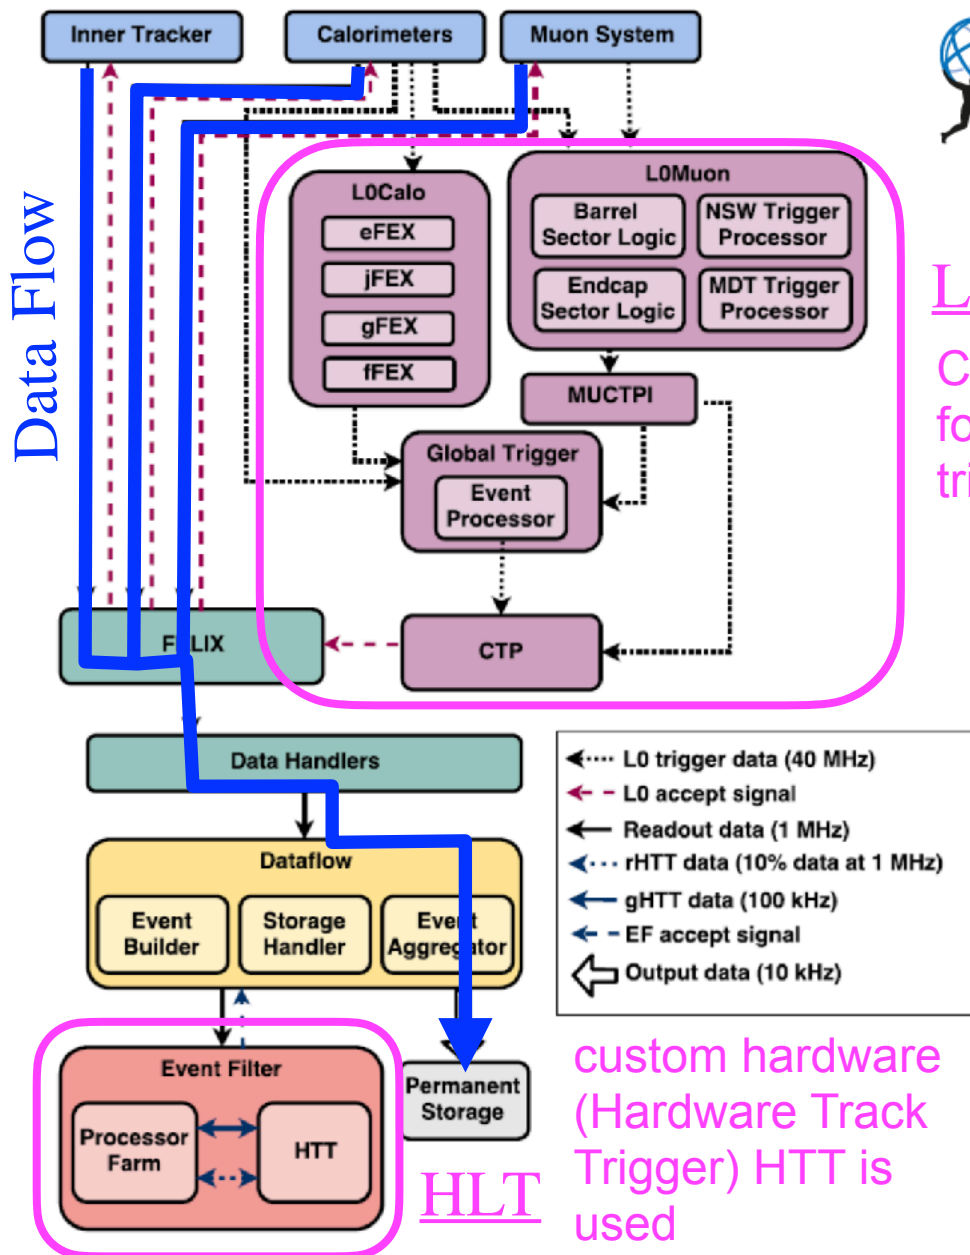 Inner Tracker
Calorimeters
Muon System
Data Flow
L0Calo
eFEX
jFEX
gFEX
fFEX
L0Muon
Barrel
Sector Logic
NSW Trigger
Processor
Endcap
Sector Logic
MDT Trigger
Processor
MUCTPI
Global Trigger
Event
Processor
CTP
FELIX
Data Handlers
Dataflow
Event
Builder
Storage
Handler
Event
Aggregator
L0 trigger data (40 MHz)
L0 accept signal
Readout data (1 MHz)
rHTT data (10% data at 1 MHz)
gHTT data (100 kHz)
EF accept signal
Output data (10 kHz)
Event Filter
Processor
Farm
HTT
Permanent
Storage
HLT
custom hardware
(Hardware Track
Trigger) HTT is
used